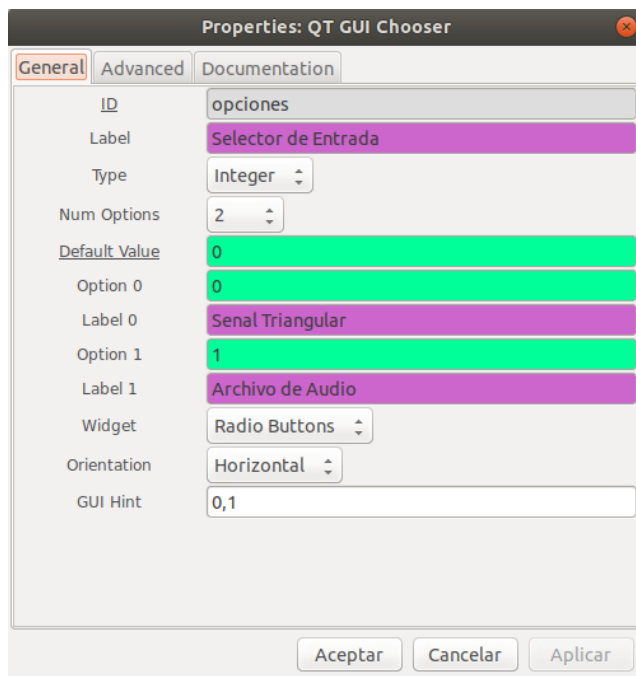 Properties: QT GUI Chooser
General Advanced Documentation
ID opciones
Label Selector de Entrada
Type Integer
Num Options 2
Default Value 0
Option 0 0
Label 0 Senal Triangular
Option 1 1
Label 1 Archivo de Audio
Widget Radio Buttons
Orientation Horizontal
GUI Hint 0,1
Aceptar Cancelar Aplicar